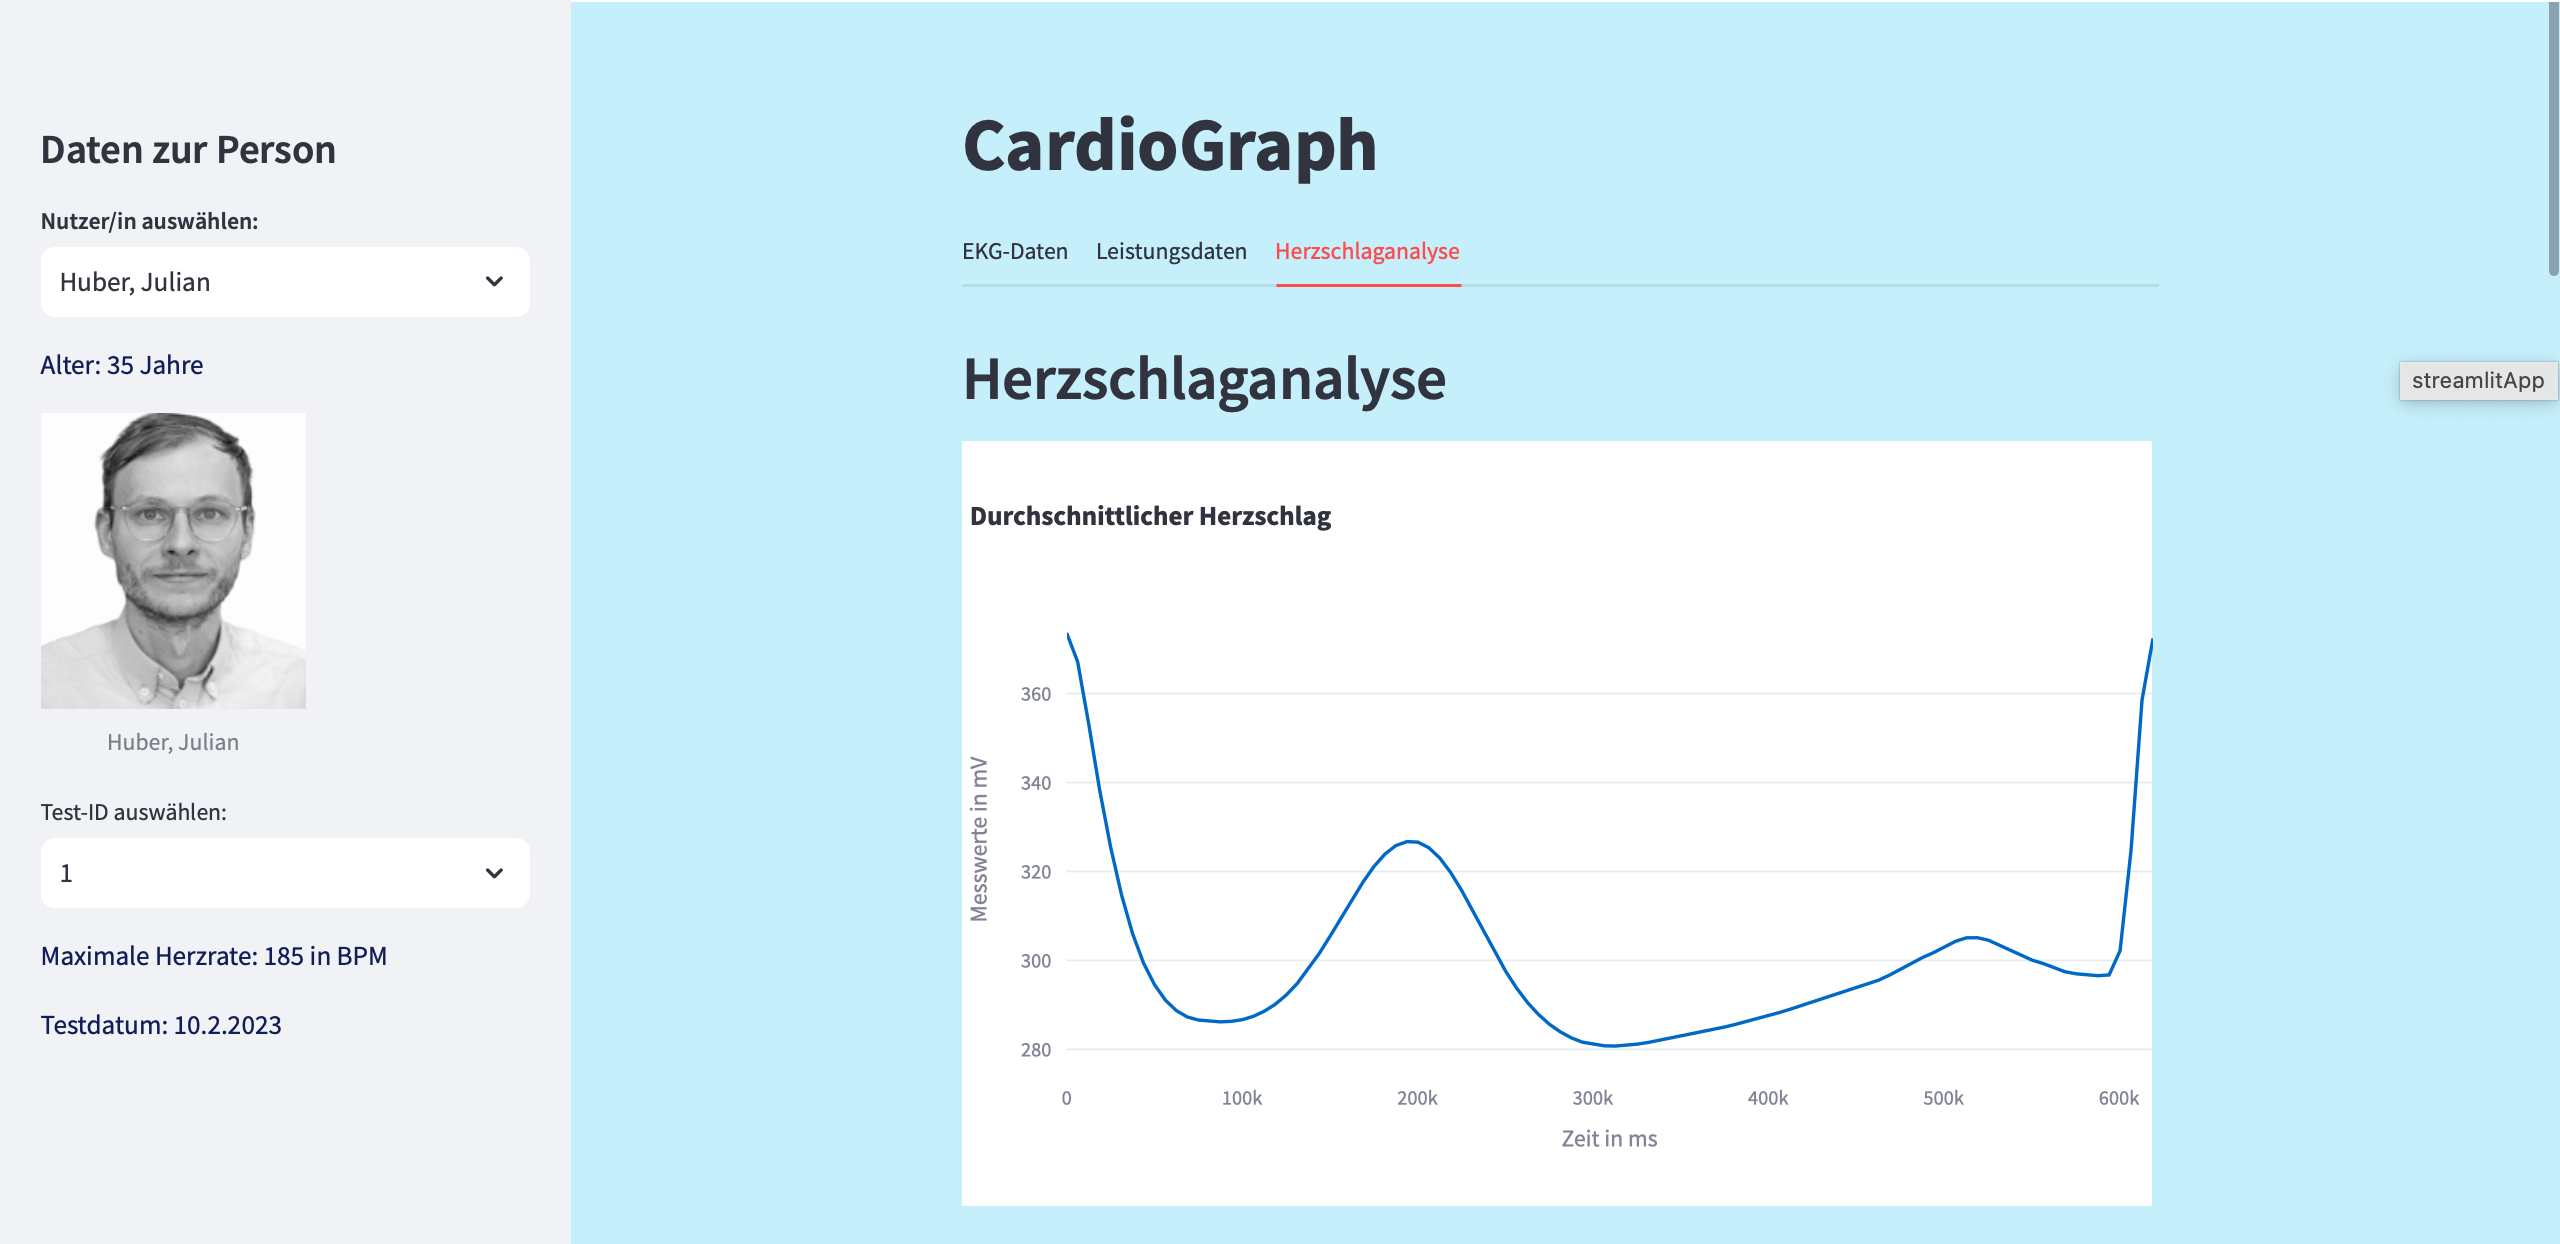 Daten zur Person
Nutzer/in auswählen:
Huber, Julian
Alter: 35 Jahre
Huber, Julian
Test-ID auswählen:
1
Maximale Herzrate: 185 in BPM
Testdatum: 10.2.2023
CardioGraph
EKG-Daten Leistungsdaten Herzschlaganalyse
Herzschlaganalyse
streamlitApp
Durchschnittlicher Herzschlag
360
340
320
300
280
Messwerte in mV
0 100k 200k 300k 400k 500k 600k
Zeit in ms